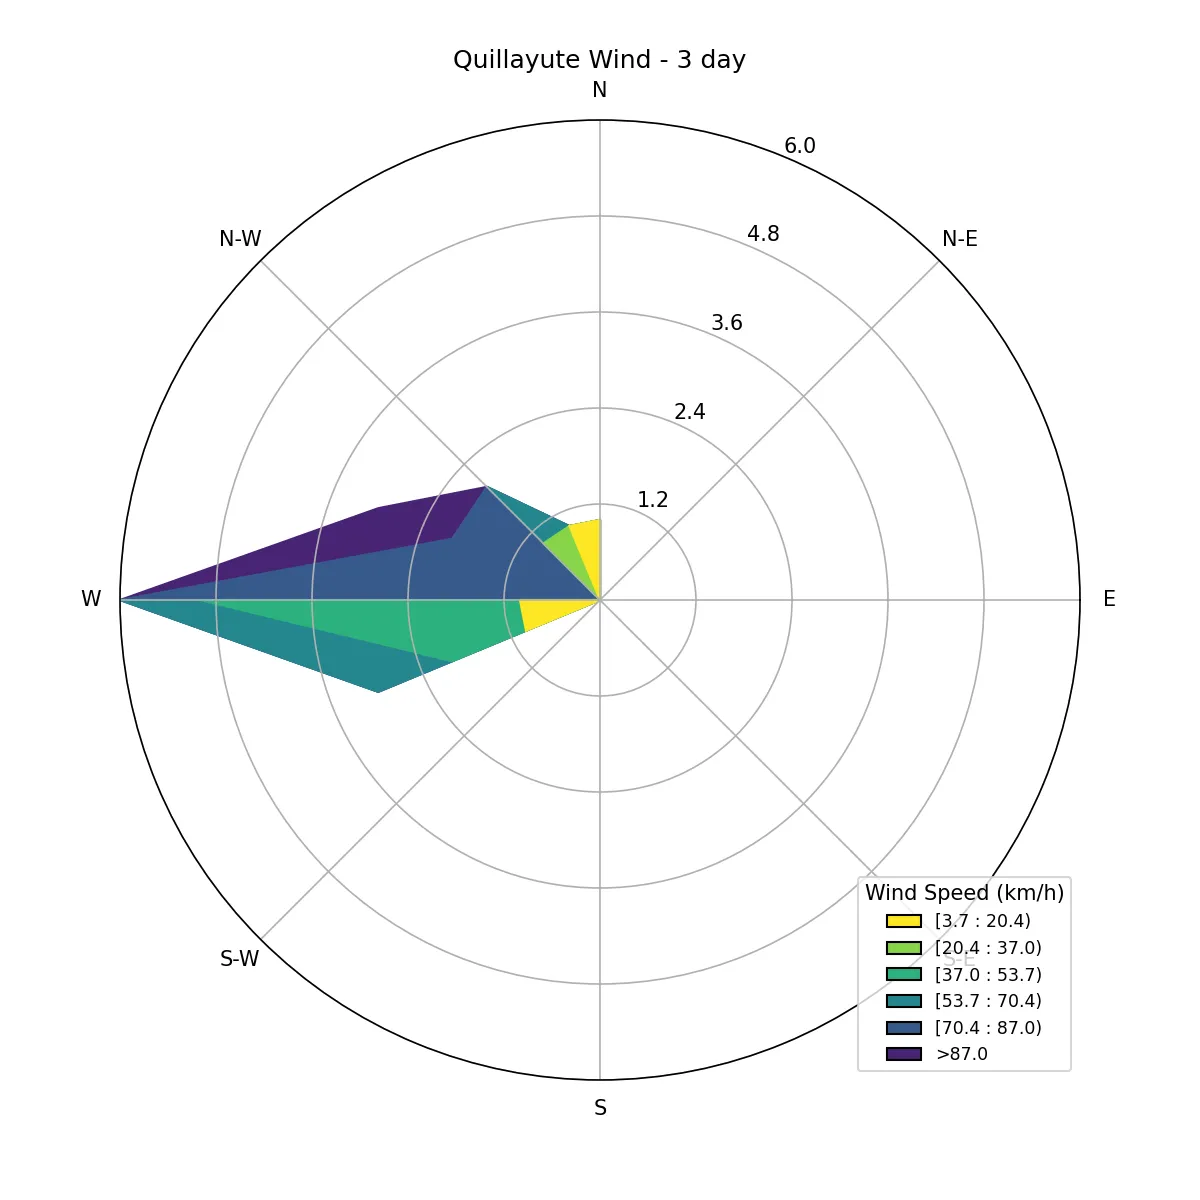 Quillayute Wind - 3 day
N
6.0
N-W
N-E
4.8
3.6
2.4
1.2
W
E
S-W
S-E
S
Wind Speed (km/h)
[3.7 : 20.4)
[20.4 : 37.0)
[37.0 : 53.7)
[53.7 : 70.4)
[70.4 : 87.0)
>87.0